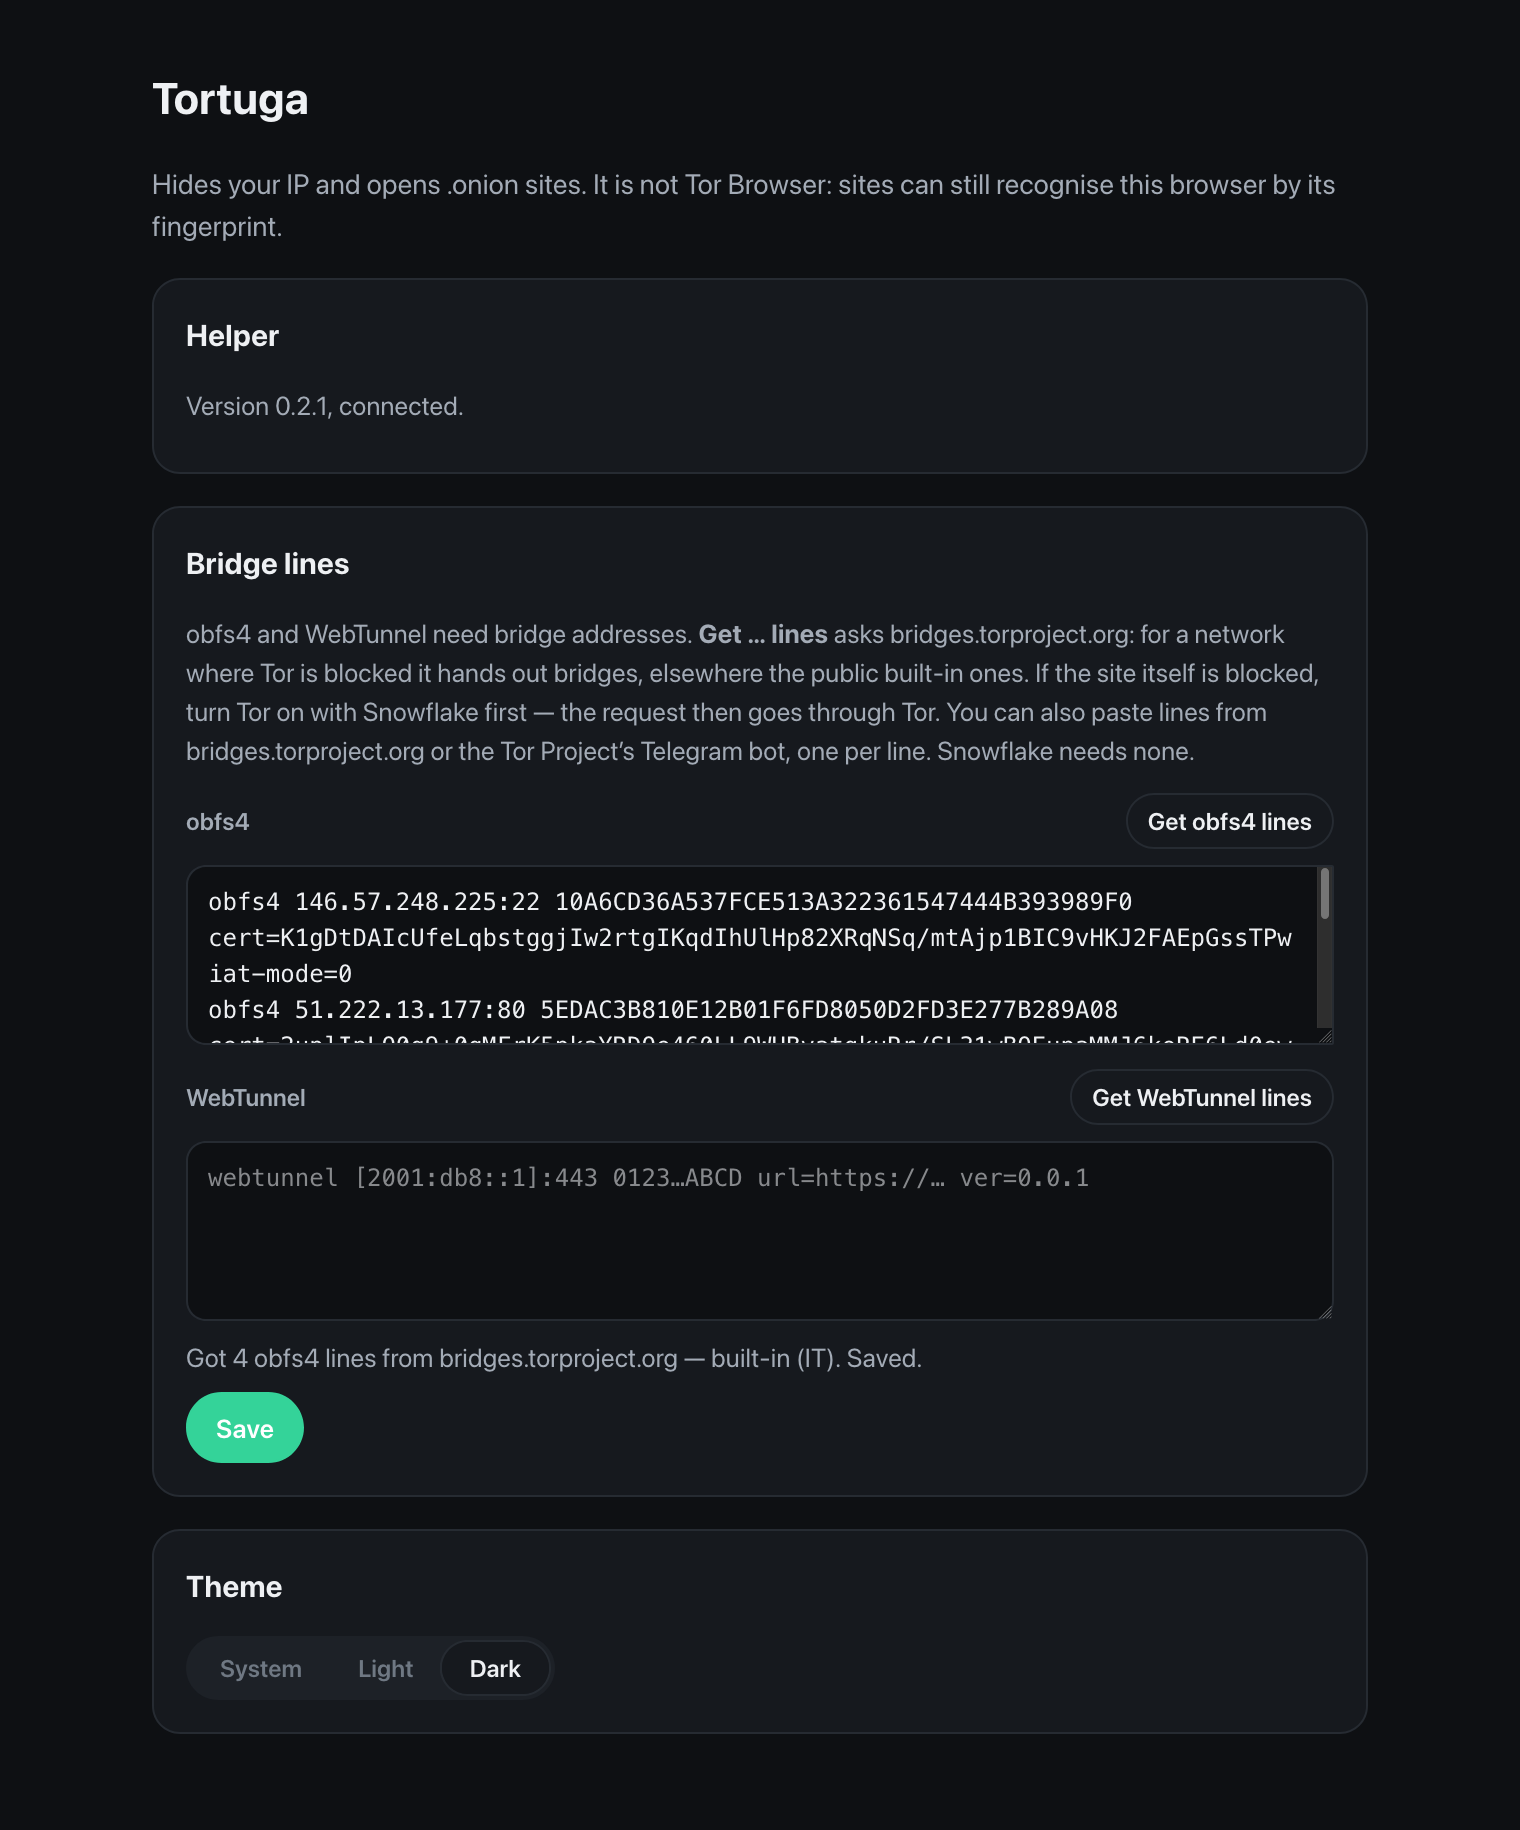 Tortuga
Hides your IP and opens .onion sites. It is not Tor Browser: sites can still recognise this browser by its
fingerprint.
Helper
Version 0.2.1, connected.
Bridge lines
obfs4 and WebTunnel need bridge addresses. Get … lines asks bridges.torproject.org: for a network
where Tor is blocked it hands out bridges, elsewhere the public built-in ones. If the site itself is blocked,
turn Tor on with Snowflake first — the request then goes through Tor. You can also paste lines from
bridges.torproject.org or the Tor Project’s Telegram bot, one per line. Snowflake needs none.
obfs4
Get obfs4 lines
obfs4 146.57.248.225:22 10A6CD36A537FCE513A322361547444B393989F0
cert=K1gDtDAIcUfeLqbstggjIw2rtgIKqdIhUlHp82XRqNSq/mtAjp1BIC9vHKJ2FAEpGssTPw
iat-mode=0
obfs4 51.222.13.177:80 5EDAC3B810E12B01F6FD8050D2FD3E277B289A08
WebTunnel
Get WebTunnel lines
webtunnel [2001:db8::1]:443 0123…ABCD url=https://… ver=0.0.1
Got 4 obfs4 lines from bridges.torproject.org — built-in (IT). Saved.
Save
Theme
System
Light
Dark